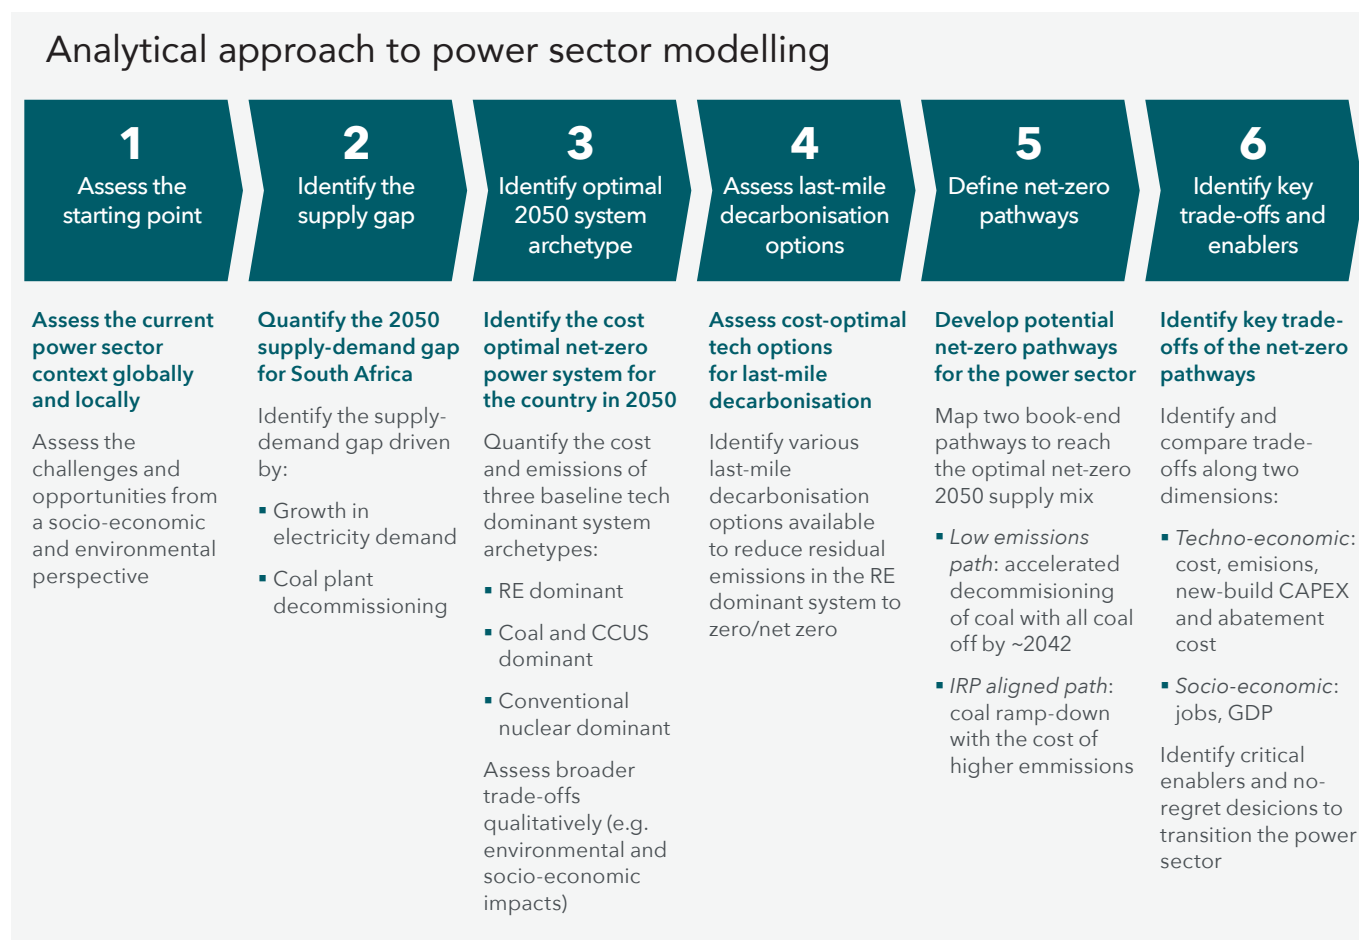 Analytical approach to power sector modelling
1
Assess the
starting point
2
Identify the
supply gap
3
Identify optimal
2050 system
archetype
4
Assess last-mile
decarbonisation
options
5
Define net-zero
pathways
6
Identify key
trade-offs and
enablers
Assess the current
power sector
context globally
and locally
Assess the
challenges and
opportunities from
a socio-economic
and environmental
perspective
Quantify the 2050
supply-demand gap
for South Africa
Identify the supply-
demand gap driven
by:
▪ Growth in
electricity demand
▪ Coal plant
decommissioning
Identify the cost
optimal net-zero
power system for
the country in 2050
Quantify the cost
and emissions of
three baseline tech
dominant system
archetypes:
▪ RE dominant
▪ Coal and CCUS
dominant
▪ Conventional
nuclear dominant
Assess broader
trade-offs
qualitatively (e.g.
environmental and
socio-economic
impacts)
Assess cost-optimal
tech options
for last-mile
decarbonisation
Identify various
last-mile
decarbonisation
options available
to reduce residual
emissions in the RE
dominant system to
zero/net zero
Develop potential
net-zero pathways
for the power sector
Map two book-end
pathways to reach
the optimal net-zero
2050 supply mix
▪ Low emissions
path: accelerated
decommisioning
of coal with all coal
off by ~2042
▪ IRP aligned path:
coal ramp-down
with the cost of
higher emmissions
Identify key trade-
offs of the net-zero
pathways
Identify and
compare trade-
offs along two
dimensions:
▪ Techno-economic:
cost, emisions,
new-build CAPEX
and abatement
cost
▪ Socio-economic:
jobs, GDP
Identify critical
enablers and no-
regret desicions to
transition the power
sector